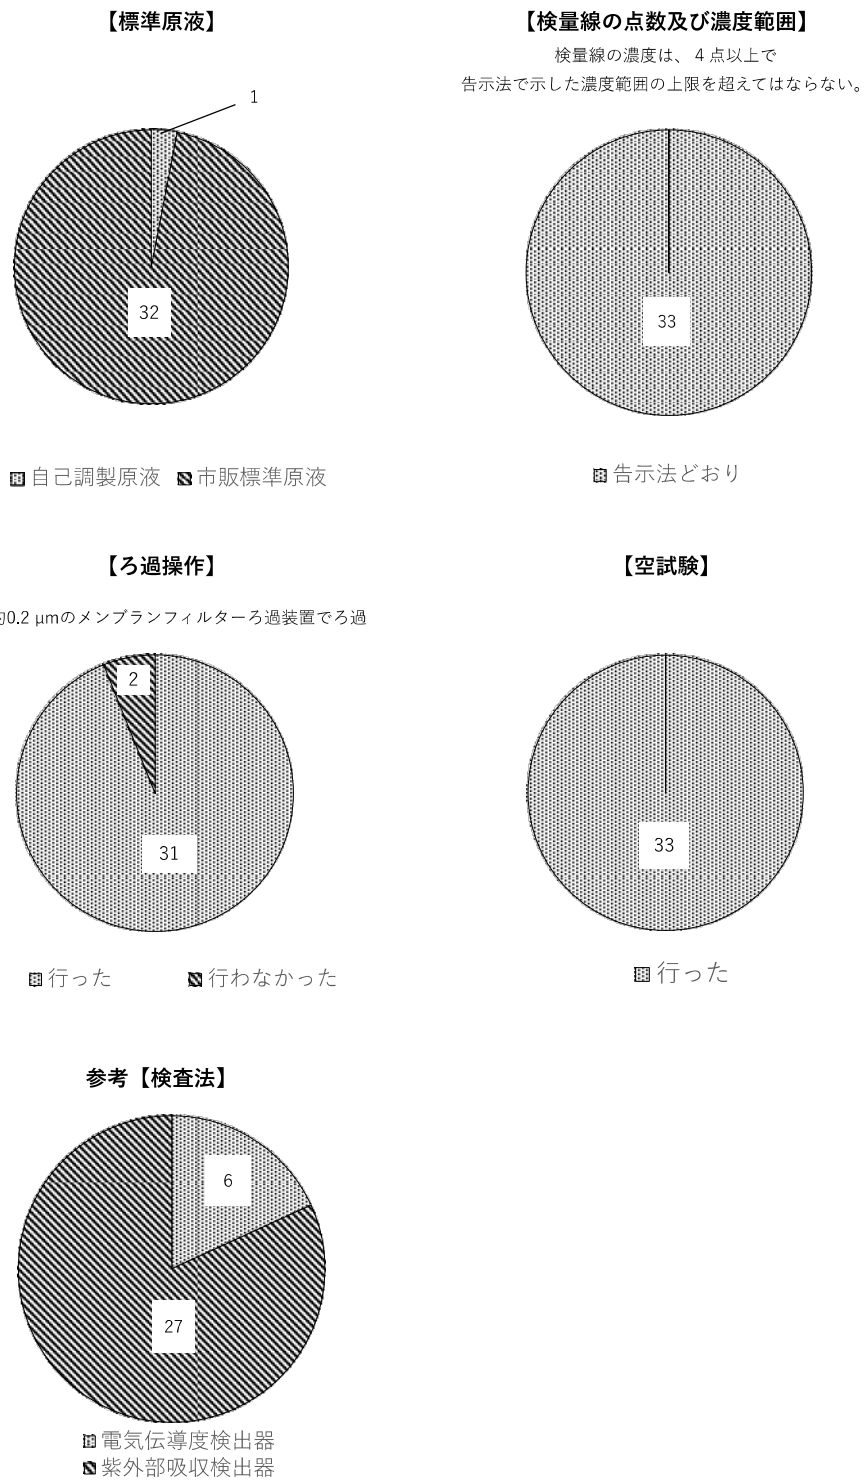 【標準原液】
1
32
自己調製原液 市販標準原液
【検量線の点数及び濃度範囲】
検量線の濃度は、４点以上で
告示法で示した濃度範囲の上限を超えてはならない。
33
告示法どおり
【ろ過操作】
0.2 μmのメンブランフィルターろ過装置でろ過
2
31
行った 行わなかった
【空試験】
33
行った
参考【検査法】
6
27
電気伝導度検出器
紫外部吸収検出器